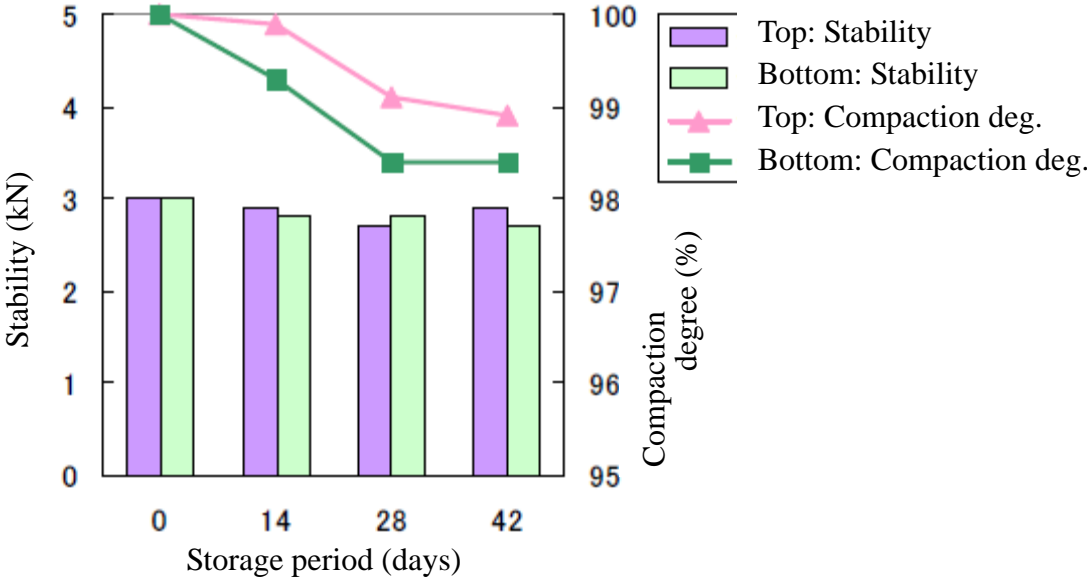 5
4
3
2
1
0
Stability (kN)
100
99
98
97
96
95
Compaction
degree (%)
0 14 28 42
Storage period (days)
Top: Stability
Bottom: Stability
Top: Compaction deg.
Bottom: Compaction deg.